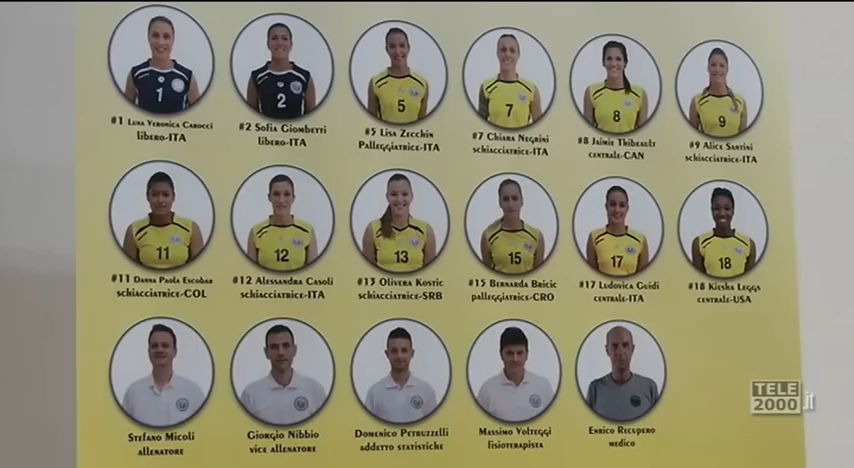 1
2
5
7
8
9
#1 Luna Veronica Carocci
libero-ITA
#2 Sofia Giombetti
libero-ITA
#5 Lisa Zecchin
Palleggiatrice-ITA
#7 Chiara Negrini
schiacciatrice-ITA
#8 Jaimie Thibeault
centrale-CAN
#9 Alice Santini
schiacciatrice-ITA
11
12
13
15
17
18
#11 Danna Paola Escobar
schiacciatrice-COL
#12 Alessandra Casoli
schiacciatrice-ITA
#13 Olivera Kostic
schiacciatrice-SRB
#15 Bernarda Bricic
palleggiatrice-CRO
#17 Ludovica Guidi
centrale-ITA
#18 Kiesha Leggs
centrale-USA
Stefano Micoli
allenatore
Giorgio Nibbio
vice allenatore
Domenico Petruzzelli
addetto statistiche
Massimo Volteggi
fisioterapista
Enrico Recupero
medico
TELE
2000.it